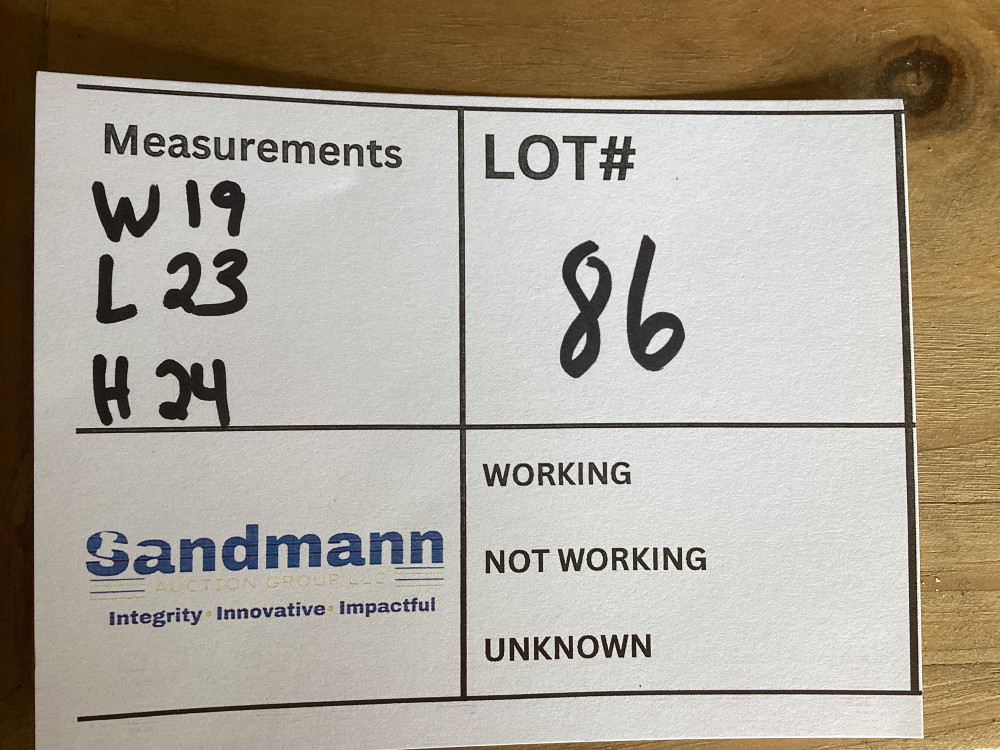 Measurements
W 19
L 23
H 24
LOT#
86
Sandmann
AUCTION GROUP LLC
Integrity • Innovative • Impactful
WORKING
NOT WORKING
UNKNOWN